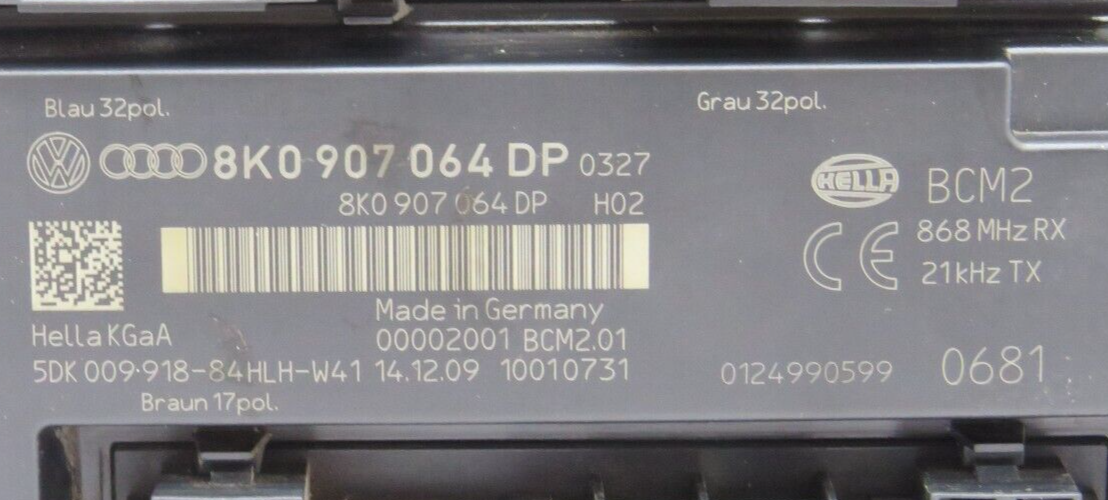 Blau 32pol.
Grau 32pol.
8K0 907 064 DP 0327
8K0 907 064 DP H02
HELLA BCM2
868 MHz RX
CE
21kHz TX
Made in Germany
Hella KGaA
00002001 BCM2.01
5DK 009·918-84HLH-W41 14.12.09 10010731
0124990599 0681
Braun 17pol.